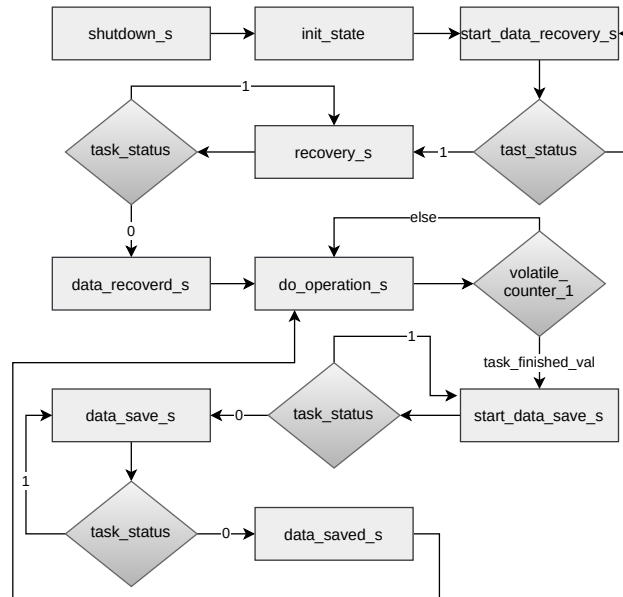 shutdown_s
init_state
start_data_recovery_s
1
task_status
recovery_s
1
tast_status
0
else
data_recoverd_s
do_operation_s
volatile_
counter_1
1
task_finished_val
data_save_s
0
task_status
start_data_save_s
1
task_status
0
data_saved_s